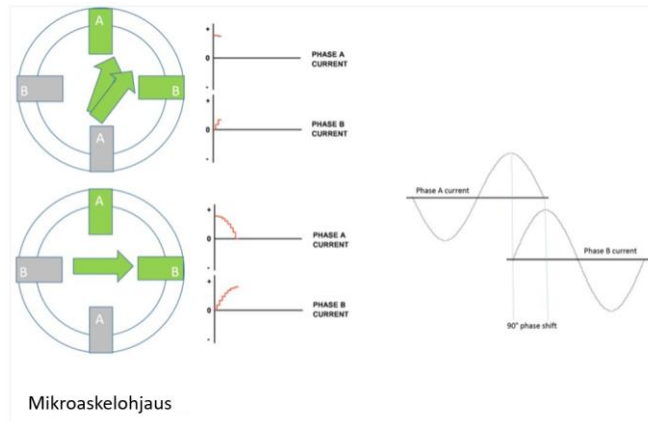 A
B
B
A
+
0
-
PHASE A
CURRENT
+
0
-
PHASE B
CURRENT
A
B
B
A
+
0
-
PHASE A
CURRENT
+
0
-
PHASE B
CURRENT
Phase A current
Phase B current
90° phase shift
Mikroaskelohjaus